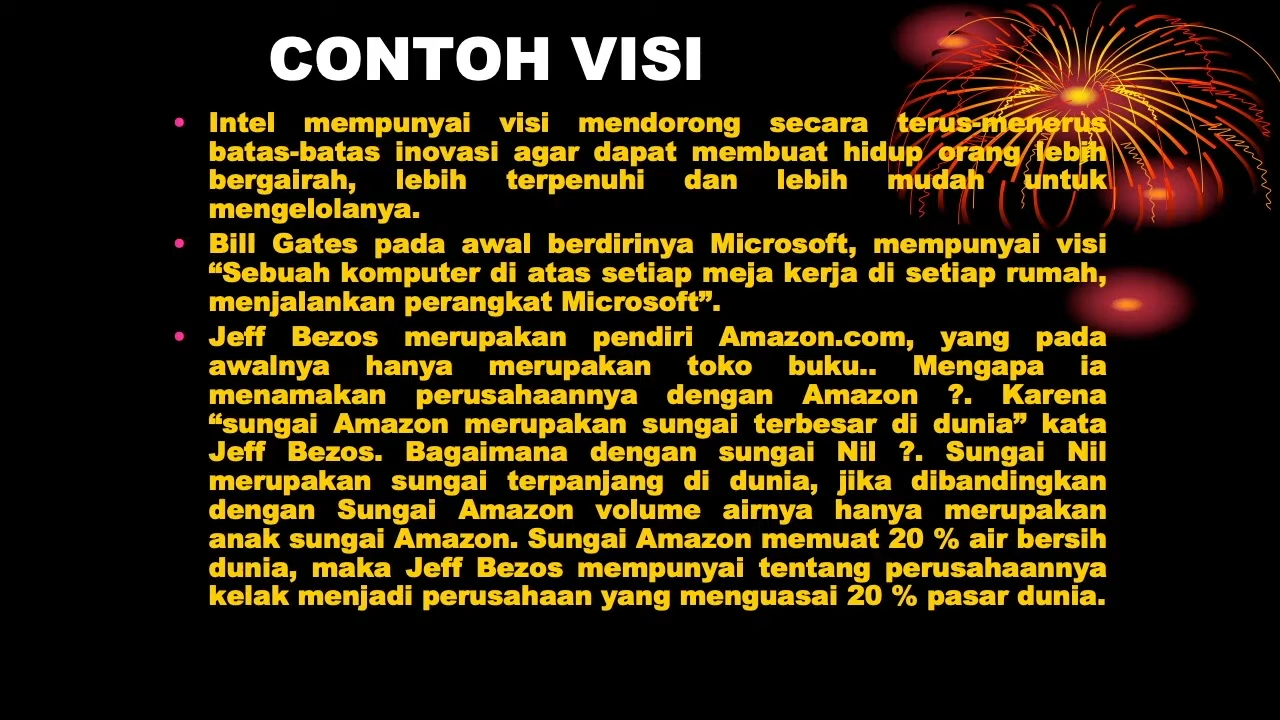 CONTOH VISI
• Intel mempunyai visi mendorong secara terus-menerus
batas-batas inovasi agar dapat membuat hidup orang lebih
bergairah, lebih terpenuhi dan lebih mudah untuk
mengelolanya.
• Bill Gates pada awal berdirinya Microsoft, mempunyai visi
“Sebuah komputer di atas setiap meja kerja di setiap rumah,
menjalankan perangkat Microsoft”.
• Jeff Bezos merupakan pendiri Amazon.com, yang pada
awalnya hanya merupakan toko buku.. Mengapa ia
menamakan perusahaannya dengan Amazon ?. Karena
“sungai Amazon merupakan sungai terbesar di dunia” kata
Jeff Bezos. Bagaimana dengan sungai Nil ?. Sungai Nil
merupakan sungai terpanjang di dunia, jika dibandingkan
dengan Sungai Amazon volume airnya hanya merupakan
anak sungai Amazon. Sungai Amazon memuat 20 % air bersih
dunia, maka Jeff Bezos mempunyai tentang perusahaannya
kelak menjadi perusahaan yang menguasai 20 % pasar dunia.